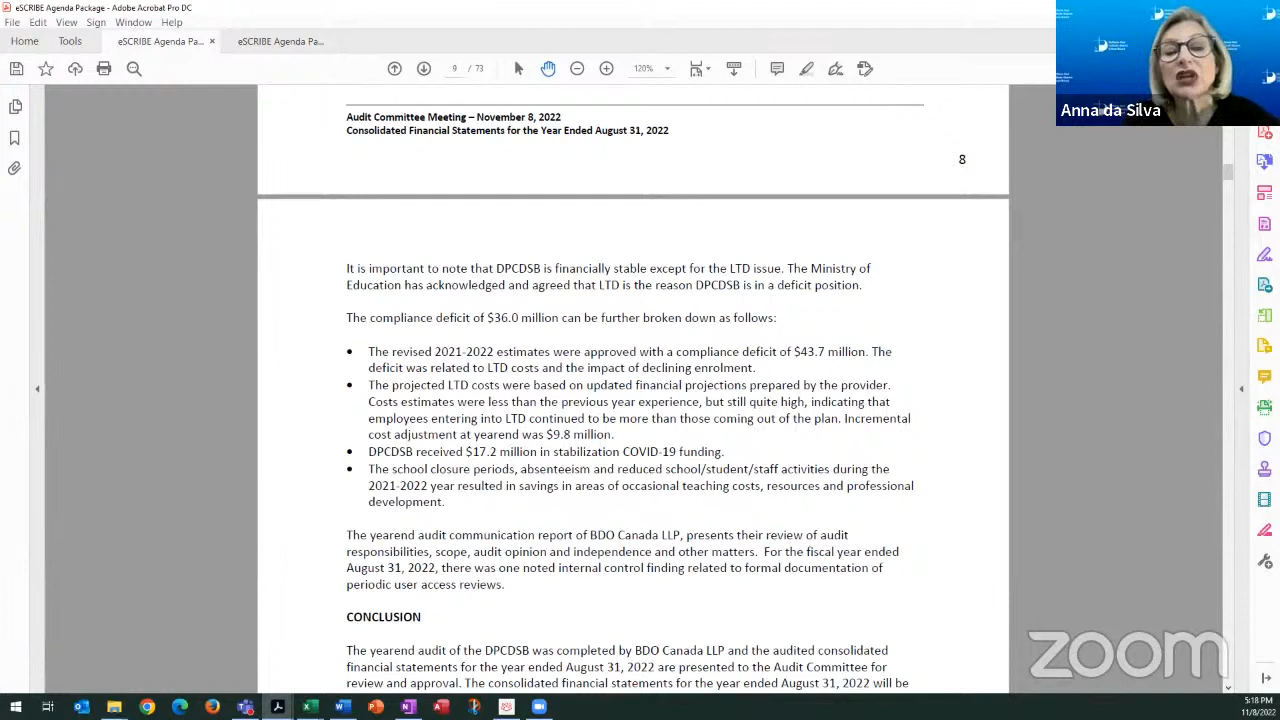 eSCRIBE Agenda Package - Adobe Acrobat Pro DC
File Edit View Sign Window Help
Home Tools eSCRIBE Agenda Pa... × eSCRIBE Agenda Pa...
9 / 73 120%
Anna da Silva
Audit Committee Meeting – November 8, 2022
Consolidated Financial Statements for the Year Ended August 31, 2022
8
It is important to note that DPCDSB is financially stable except for the LTD issue. The Ministry of
Education has acknowledged and agreed that LTD is the reason DPCDSB is in a deficit position.
The compliance deficit of $36.0 million can be further broken down as follows:
• The revised 2021-2022 estimates were approved with a compliance deficit of $43.7 million. The
deficit was related to LTD costs and the impact of declining enrolment.
• The projected LTD costs were based on updated financial projections prepared by the provider.
Costs estimates were less than the previous year experience, but still quite high, indicating that
employees entering into LTD continued to be more than those coming out of the plan. Incremental
cost adjustment at yearend was $9.8 million.
• DPCDSB received $17.2 million in stabilization COVID-19 funding.
• The school closure periods, absenteeism and reduced school/student/staff activities during the
2021-2022 year resulted in savings in areas of occasional teaching costs, resources and professional
development.
The yearend audit communication report of BDO Canada LLP, presents their review of audit
responsibilities, scope, audit opinion and independence and other matters. For the fiscal year ended
August 31, 2022, there was one noted internal control finding related to formal documentation of
periodic user access reviews.
CONCLUSION
The yearend audit of the DPCDSB was completed by BDO Canada LLP and the audited consolidated
financial statements for the year ended August 31, 2022 are presented to the Audit Committee for
review and approval. The consolidated financial statements for the year ended August 31, 2022 will be
zoom
5:18 PM
11/8/2022